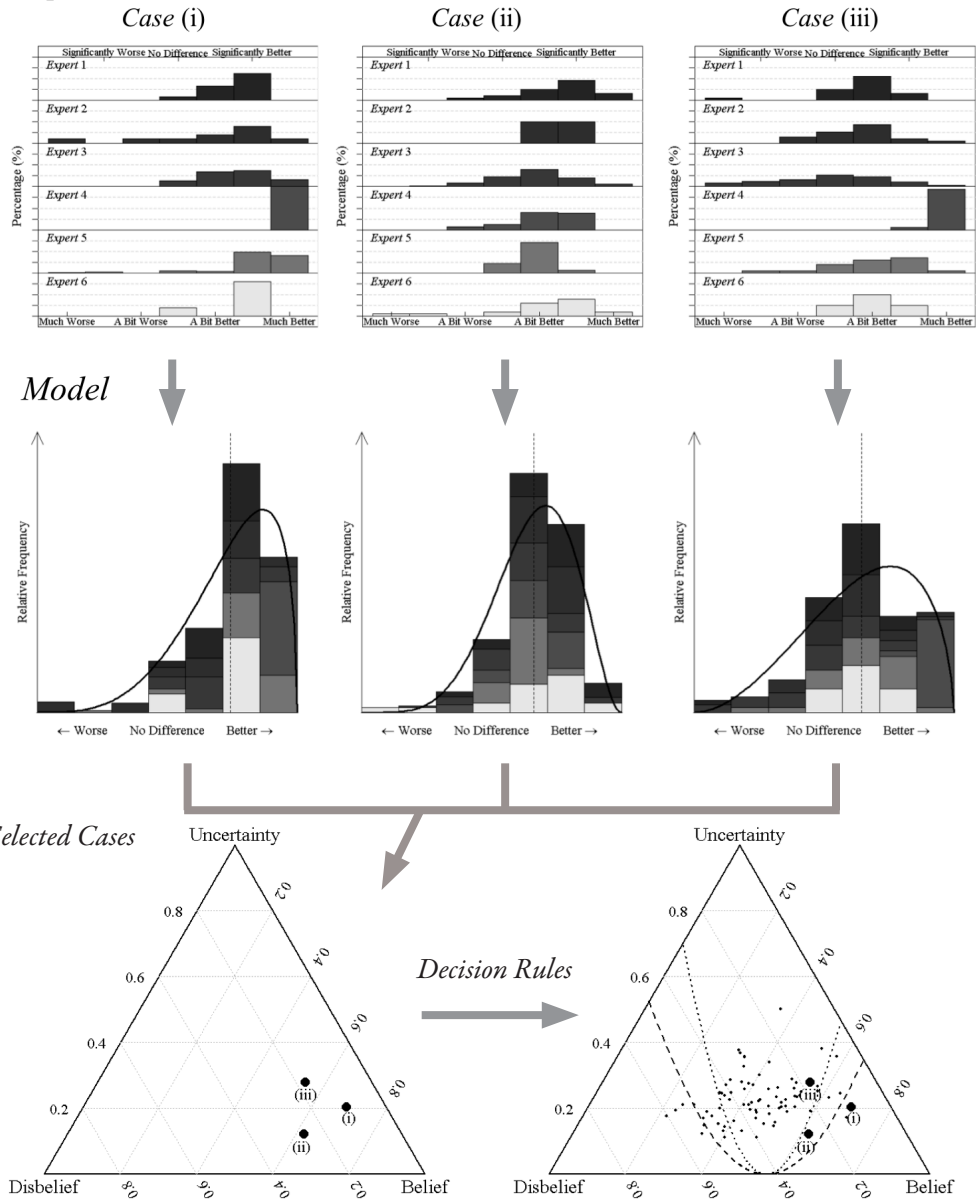 Case (i)
Case (ii)
Case (iii)
Significantly Worse No Difference Significantly Better
Expert 1
Expert 2
Expert 3
Expert 4
Expert 5
Expert 6
Percentage (%)
Much Worse A Bit Worse A Bit Better Much Better
Significantly Worse No Difference Significantly Better
Expert 1
Expert 2
Expert 3
Expert 4
Expert 5
Expert 6
Percentage (%)
Much Worse A Bit Worse A Bit Better Much Better
Significantly Worse No Difference Significantly Better
Expert 1
Expert 2
Expert 3
Expert 4
Expert 5
Expert 6
Percentage (%)
Much Worse A Bit Worse A Bit Better Much Better
Model
Relative Frequency
← Worse No Difference Better →
Relative Frequency
← Worse No Difference Better →
Relative Frequency
← Worse No Difference Better →
elected Cases
Uncertainty
0.2
0.8
0.4
0.6
0.6
0.4
0.8
0.2
(iii)
(i)
(ii)
Disbelief
0.8
0.6
0.4
0.2
Belief
Decision Rules
Uncertainty
0.2
0.8
0.4
0.6
0.6
0.4
0.8
0.2
(iii)
(i)
(ii)
Disbelief
0.8
0.6
0.4
0.2
Belief